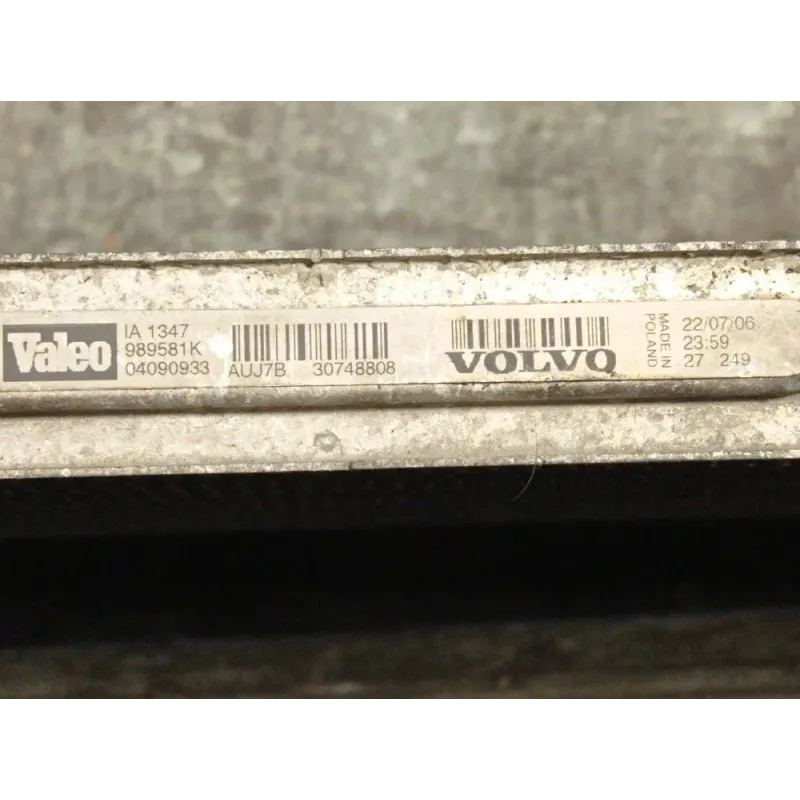 Valeo
IA 1347
989581K
04090933
AUJ7B 30748808
VOLVO
MADE IN
POLAND
22/07/06
23:59
27 249